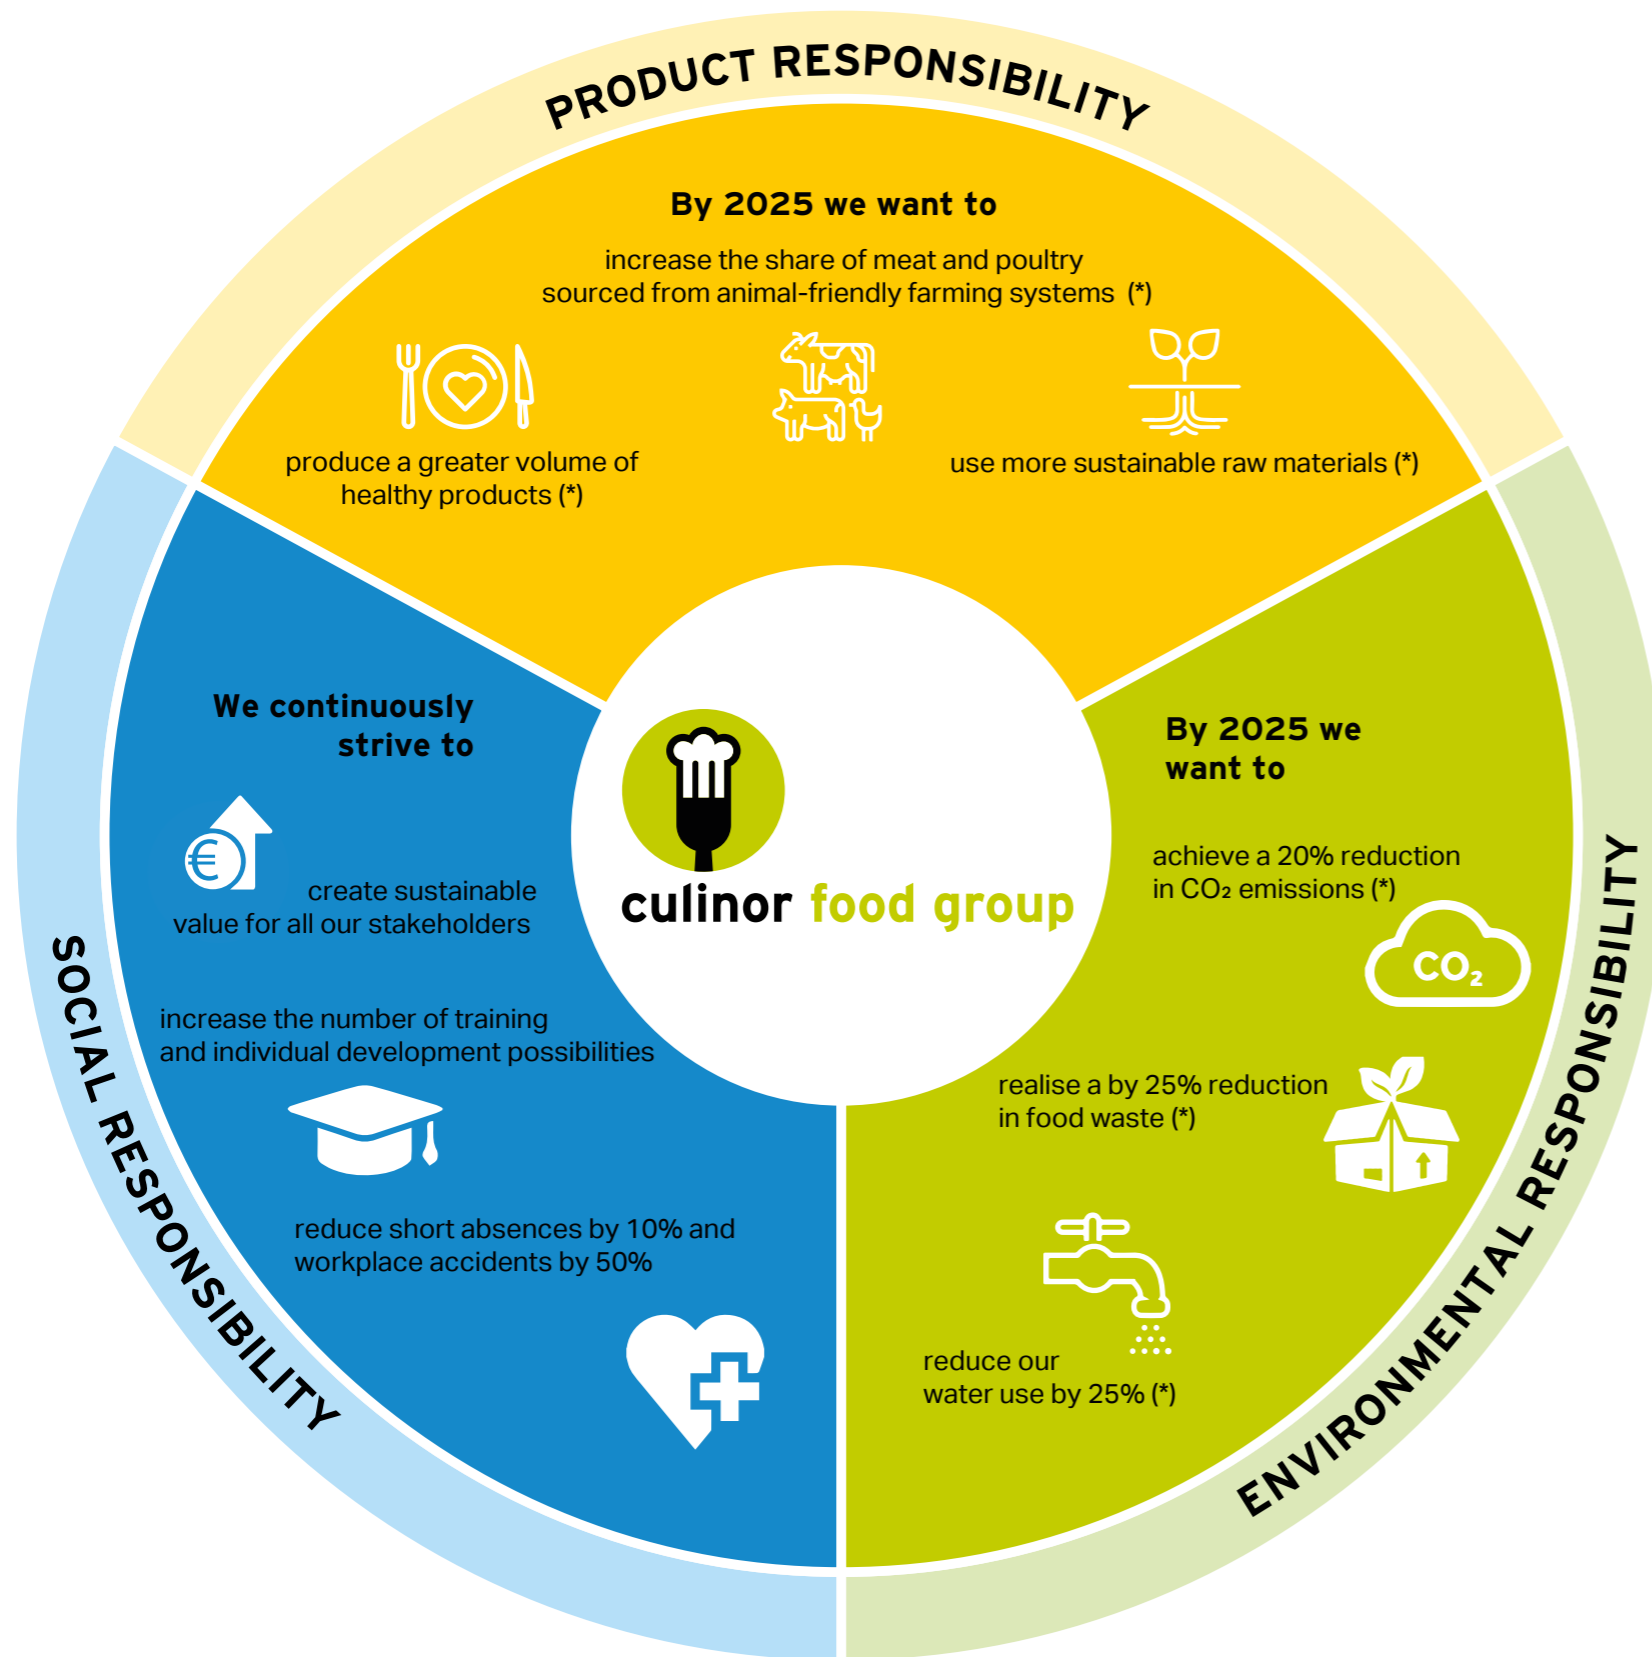 PRODUCT RESPONSIBILITY
By 2025 we want to
increase the share of meat and poultry
sourced from animal-friendly farming systems (*)
produce a greater volume of
healthy products (*)
use more sustainable raw materials (*)
We continuously
strive to
€
create sustainable
value for all our stakeholders
increase the number of training
and individual development possibilities
reduce short absences by 10% and
workplace accidents by 50%
SOCIAL RESPONSIBILITY
culinor food group
By 2025 we
want to
achieve a 20% reduction
in CO₂ emissions (*)
CO₂
realise a by 25% reduction
in food waste (*)
reduce our
water use by 25% (*)
ENVIRONMENTAL RESPONSIBILITY